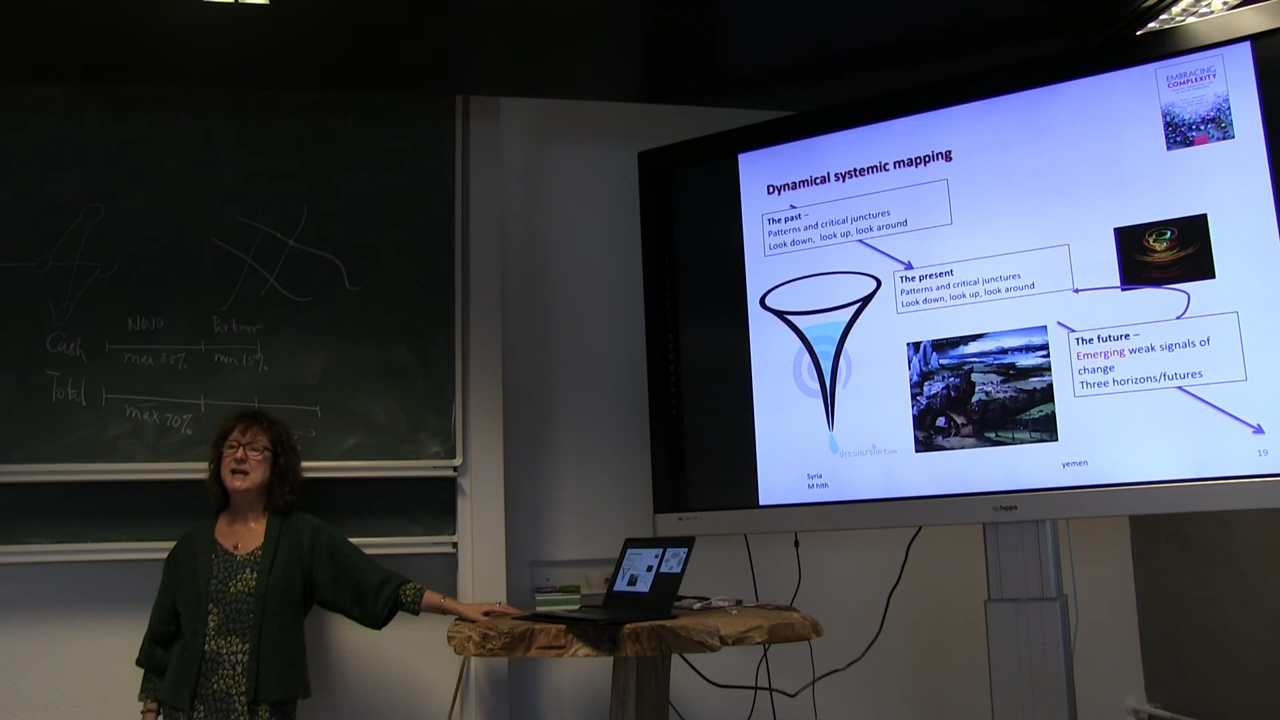 NWO Partner
Cash max 85% min 15%
Total
max 70%
EMBRACING
COMPLEXITY
Dynamical systemic mapping
The past –
Patterns and critical junctures
Look down, look up, look around
The present
Patterns and critical junctures
Look down, look up, look around
The future –
Emerging weak signals of
change
Three horizons/futures
Syria
M hlth
yemen
19